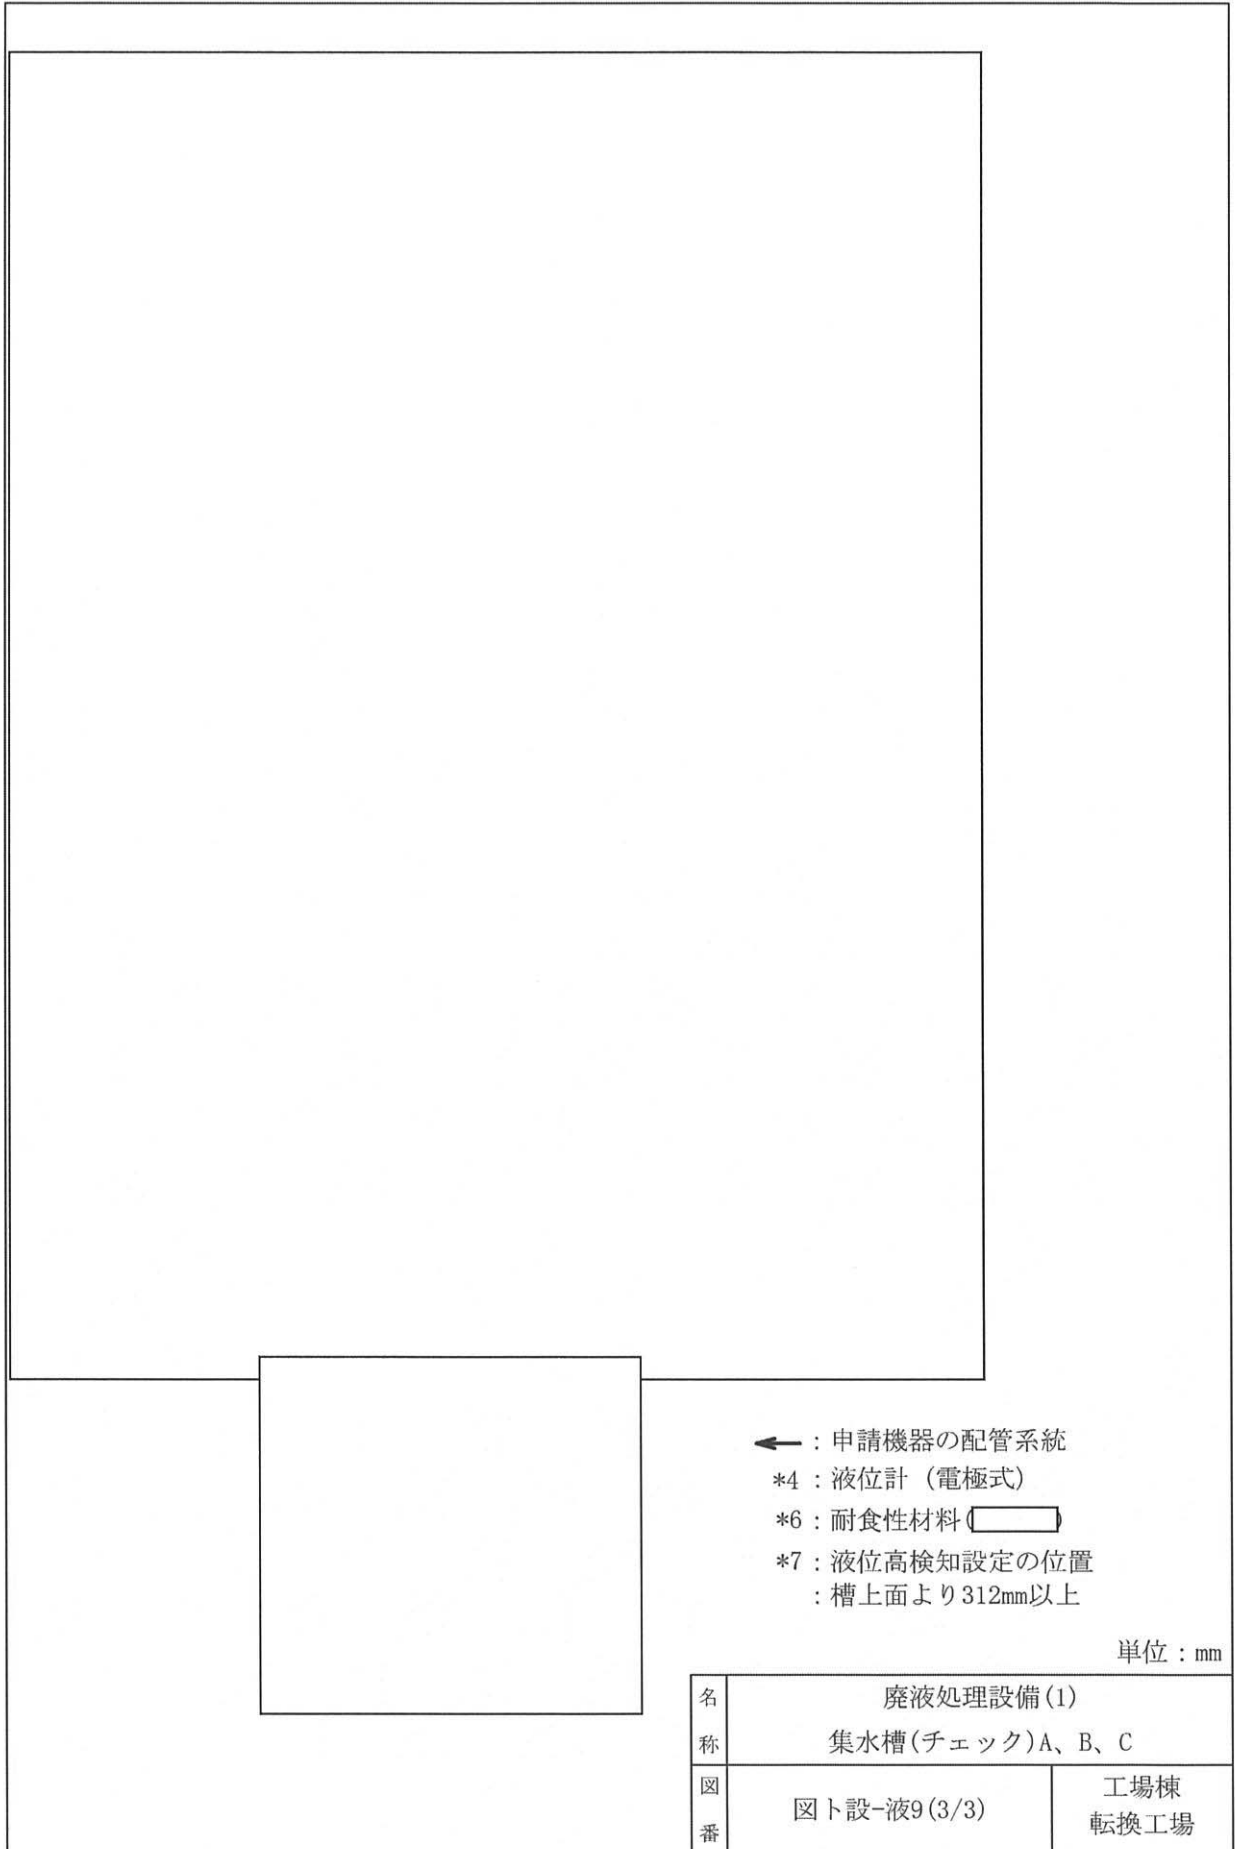 ←：申請機器の配管系統
*4：液位計（電極式）
*6：耐食性材料( )
*7：液位高検知設定の位置
：槽上面より312mm以上
単位：mm
名称
廃液処理設備(1)
集水槽(チェック)A、B、C
図番
図ト設-液9(3/3)
工場棟
転換工場